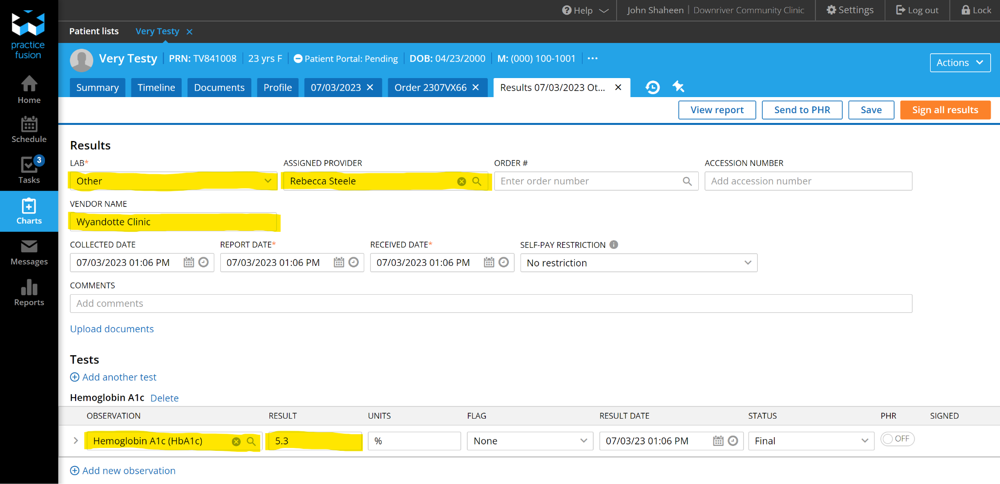 Help
John Shaheen | Downriver Community Clinic
Settings
Log out
Lock
practice
fusion
Patient lists
Very Testy
Very Testy
PRN: TV841008
23 yrs F
Patient Portal: Pending
DOB: 04/23/2000
M: (000) 100-1001
Actions
Summary
Timeline
Documents
Profile
07/03/2023
Order 2307VX66
Results 07/03/2023 Ot...
Home
Schedule
3
Tasks
Charts
Messages
Reports
View report
Send to PHR
Save
Sign all results
Results
LAB* ASSIGNED PROVIDER ORDER # ACCESSION NUMBER
Other Rebecca Steele Enter order number Add accession number
VENDOR NAME
Wyandotte Clinic
COLLECTED DATE REPORT DATE* RECEIVED DATE* SELF-PAY RESTRICTION
07/03/2023 01:06 PM 07/03/2023 01:06 PM 07/03/2023 01:06 PM No restriction
COMMENTS
Add comments
Upload documents
Tests
Add another test
Hemoglobin A1c Delete
OBSERVATION RESULT UNITS FLAG RESULT DATE STATUS PHR SIGNED
Hemoglobin A1c (HbA1c) 5.3 % None 07/03/23 01:06 PM Final OFF
Add new observation